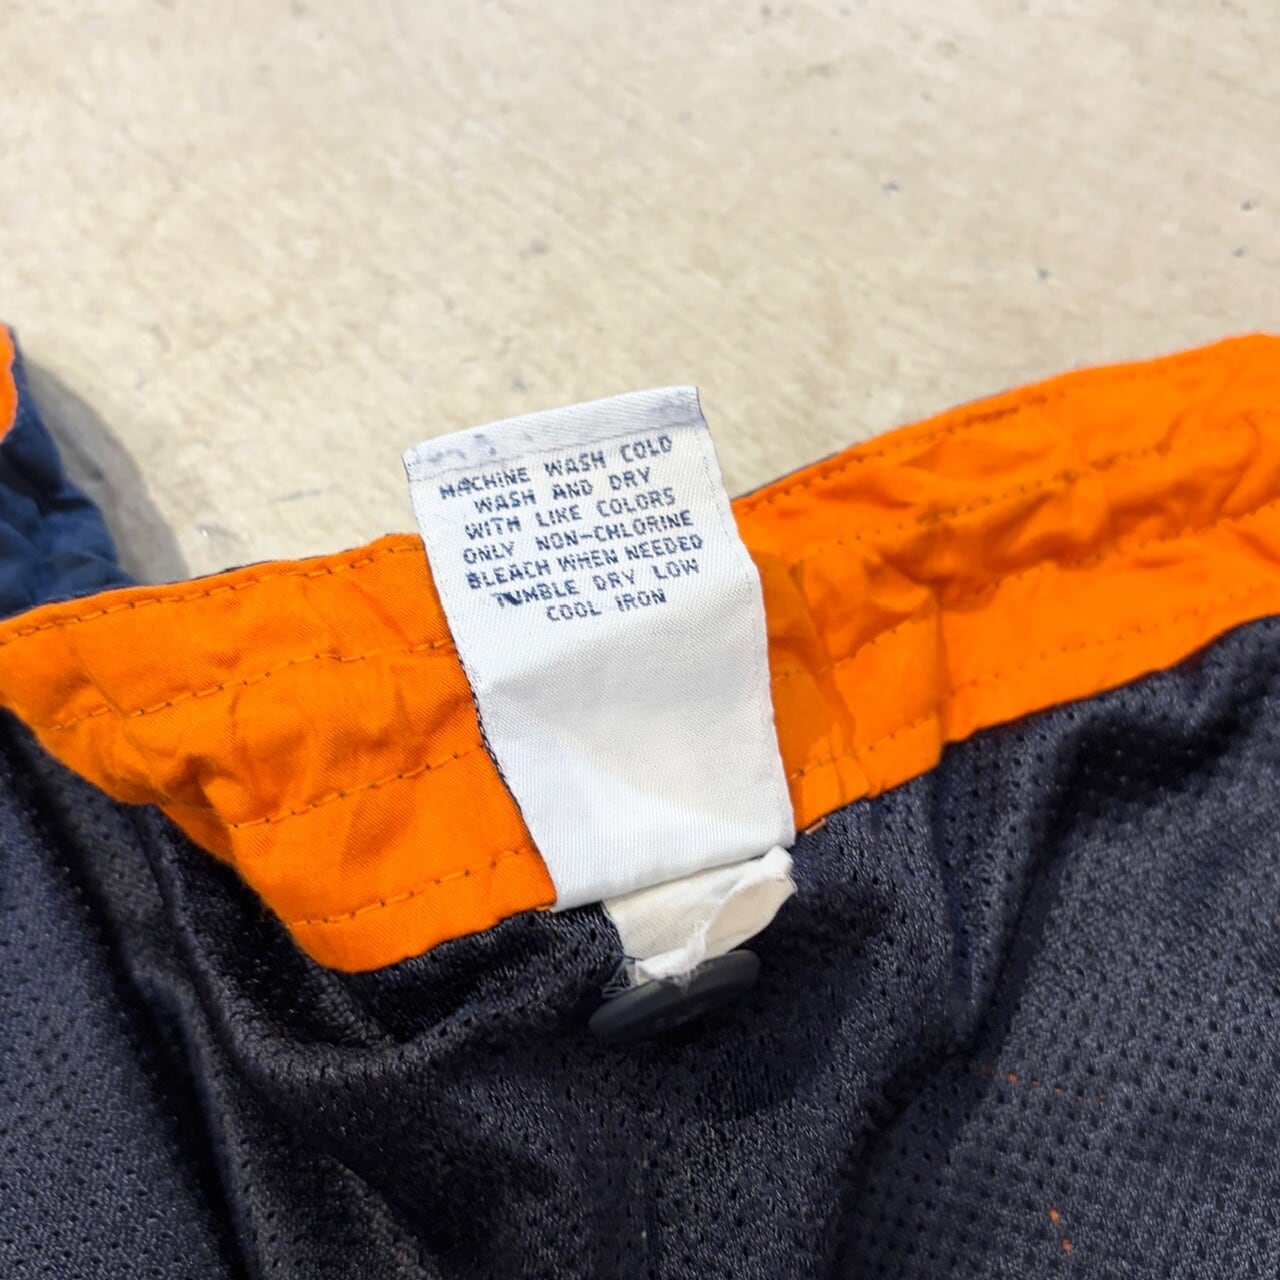 MACHINE WASH COLD
WASH AND DRY
WITH LIKE COLORS
ONLY NON-CHLORINE
BLEACH WHEN NEEDED
TUMBLE DRY LOW
COOL IRON